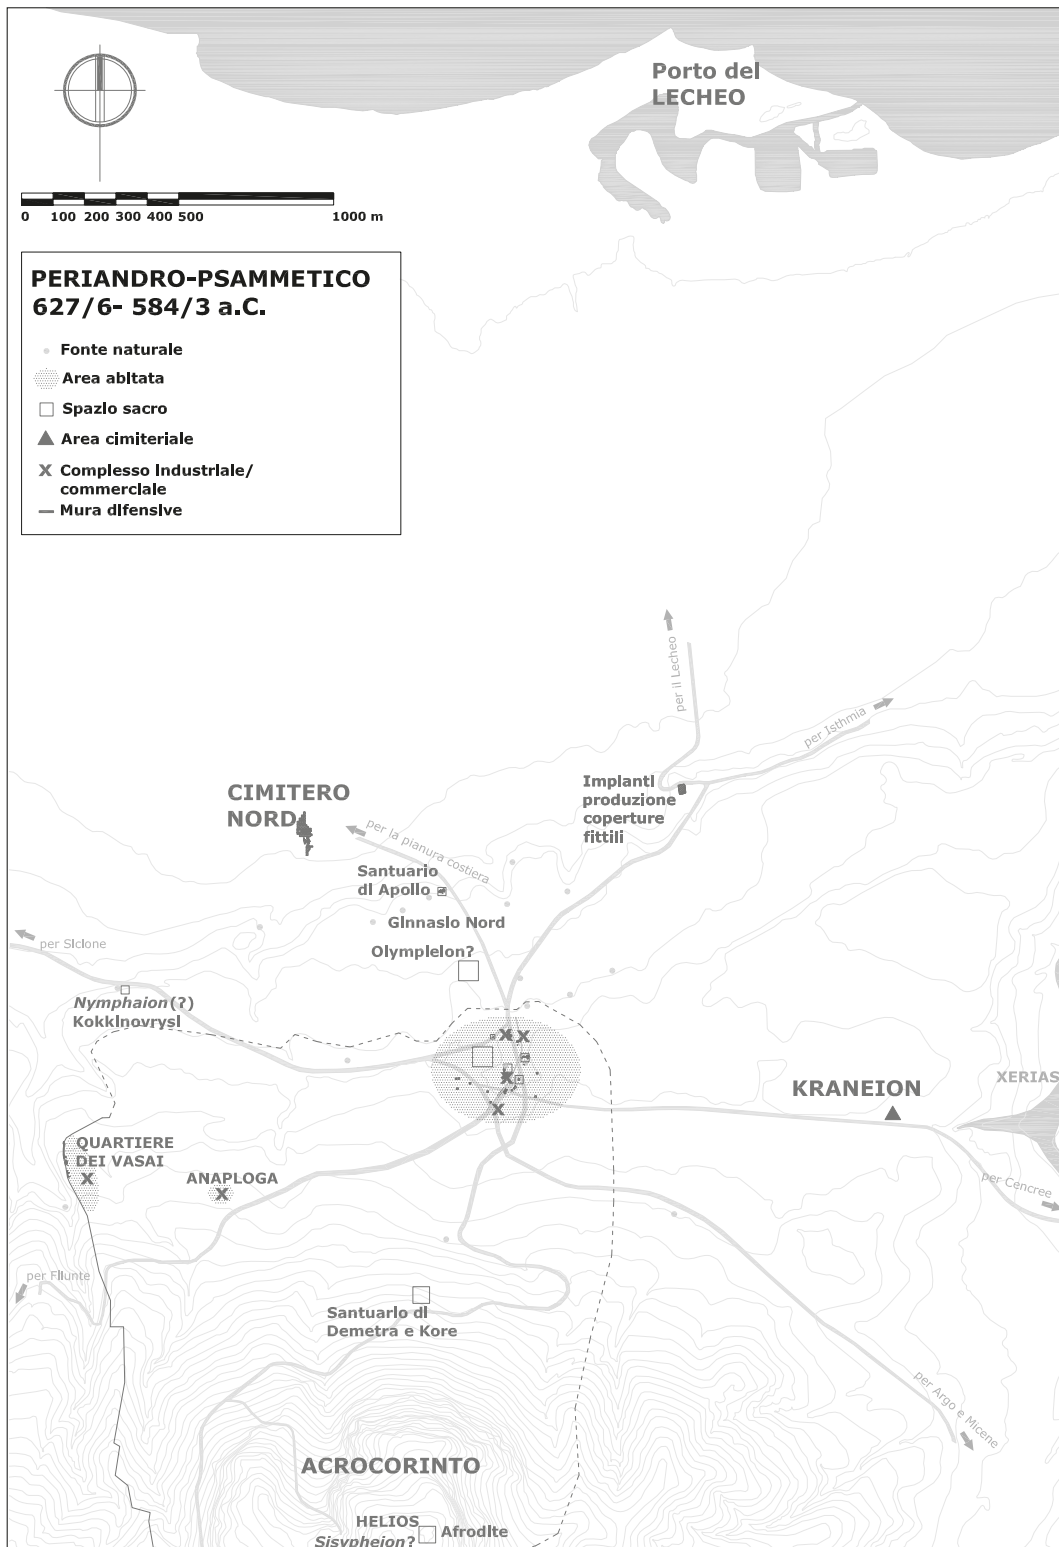 Porto del
LECHEO
0 100 200 300 400 500 1000 m
PERIANDRO-PSAMMETICO
627/6- 584/3 a.C.
Fonte naturale
Area abitata
Spazio sacro
Area cimiteriale
X Complesso industriale/
commerciale
Mura difensive
per il Lecheo
per Isthmia
Impianti
produzione
coperture
fittili
CIMITERO
NORD
per la pianura costiera
Santuario
di Apollo
Ginnasio Nord
Olympieion?
per Sicione
Nymphaion (?)
Kokkinovrysi
KRANEION
XERIAS
QUARTIERE
DEI VASAI
ANAPLOGA
per Cencree
per Fliunte
Santuario di
Demetra e Kore
per Argo e Micene
ACROCORINTO
HELIOS
Afrodite
Sisypheion?